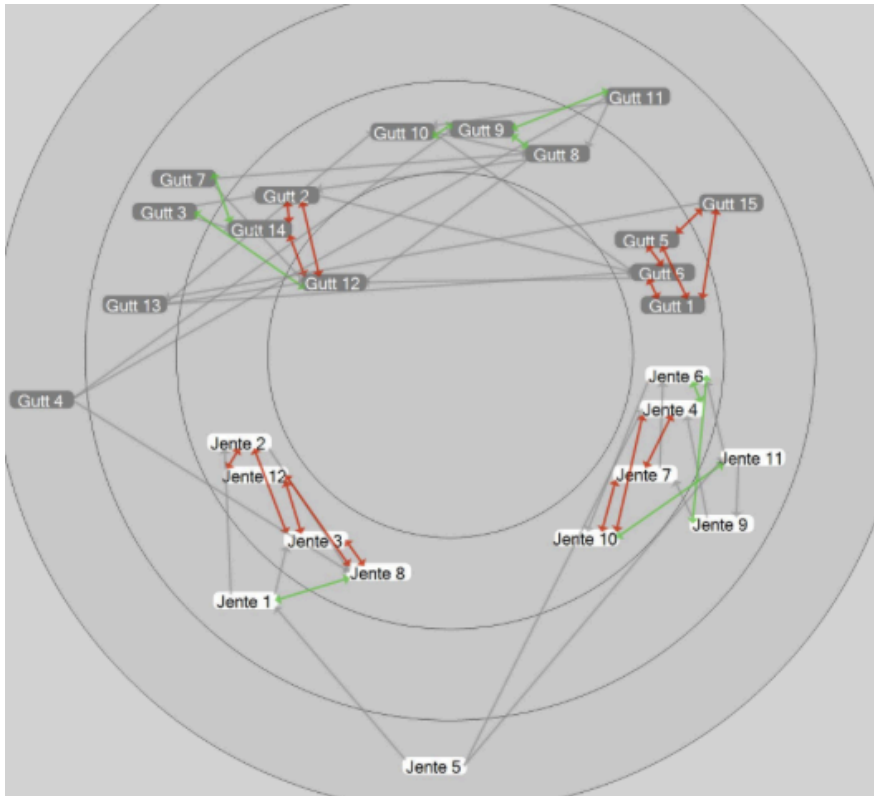 Gutt 11
Gutt 10
Gutt 9
Gutt 8
Gutt 7
Gutt 2
Gutt 15
Gutt 3
Gutt 14
Gutt 5
Gutt 6
Gutt 12
Gutt 13
Gutt 1
Jente 6
Gutt 4
Jente 4
Jente 2
Jente 11
Jente 12
Jente 7
Jente 9
Jente 3
Jente 10
Jente 8
Jente 1
Jente 5